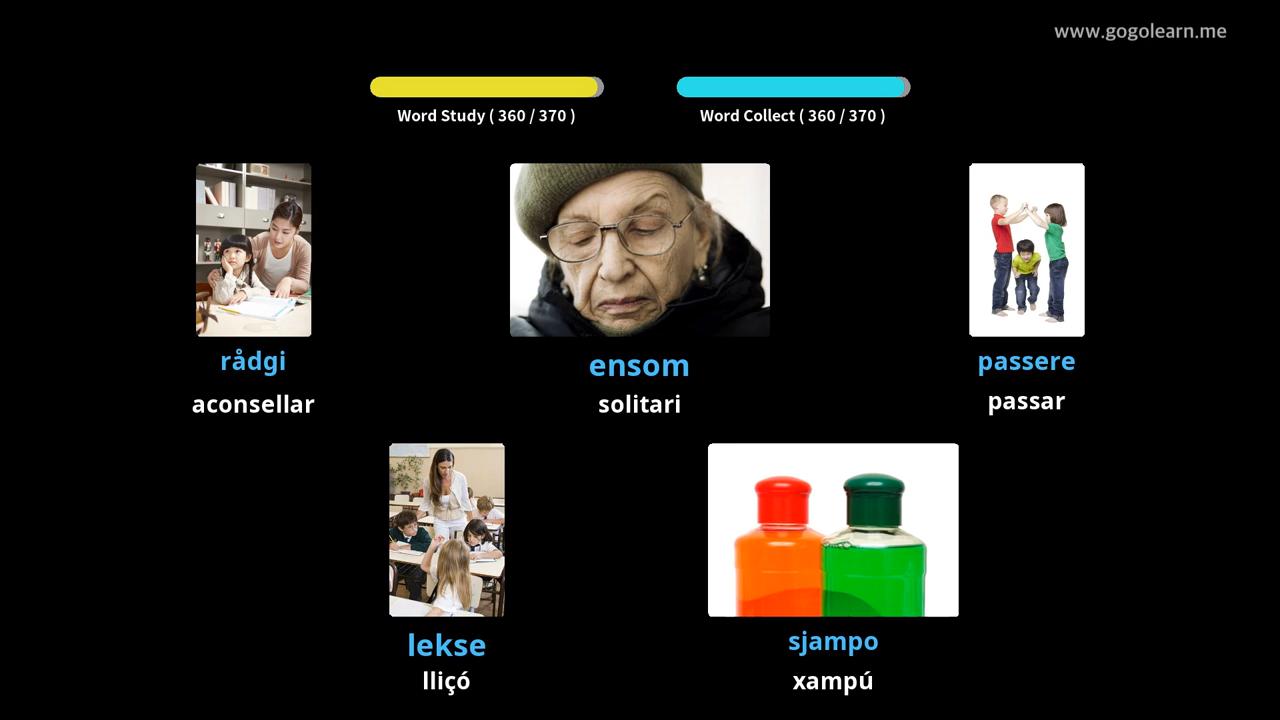 www.gogolearn.me
Word Study ( 360 / 370 )
Word Collect ( 360 / 370 )
rådgi
aconsellar
ensom
solitari
passere
passar
lekse
lliçó
sjampo
xampú